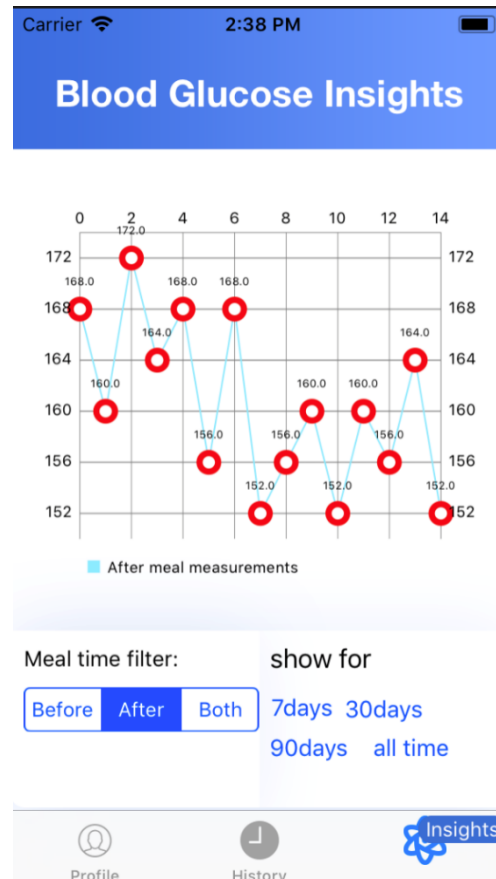 Carrier 2:38 PM
Blood Glucose Insights
0 2 4 6 8 10 12 14
172.0
172 172
168.0 168.0 168.0
168 168
164.0 164.0
164 164
160.0 160.0 160.0
160 160
156.0 156.0 156.0
156 156
152.0 152.0 152.0
152 152
After meal measurements
Meal time filter: show for
Before After Both 7days 30days
90days all time
Insights
Profile History